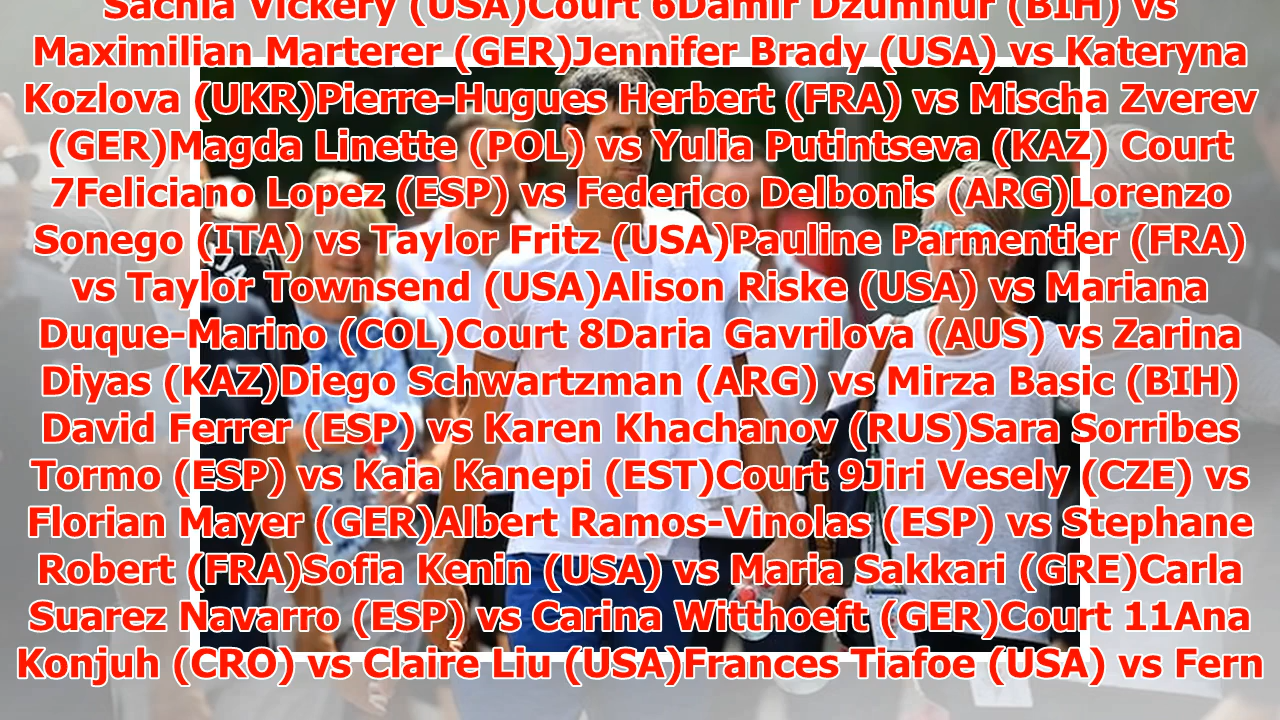 Sachia Vickery (USA)Court 6Damir Dzumhur (BIH) vs
Maximilian Marterer (GER)Jennifer Brady (USA) vs Kateryna
Kozlova (UKR)Pierre-Hugues Herbert (FRA) vs Mischa Zverev
(GER)Magda Linette (POL) vs Yulia Putintseva (KAZ) Court
7Feliciano Lopez (ESP) vs Federico Delbonis (ARG)Lorenzo
Sonego (ITA) vs Taylor Fritz (USA)Pauline Parmentier (FRA)
vs Taylor Townsend (USA)Alison Riske (USA) vs Mariana
Duque-Marino (COL)Court 8Daria Gavrilova (AUS) vs Zarina
Diyas (KAZ)Diego Schwartzman (ARG) vs Mirza Basic (BIH)
David Ferrer (ESP) vs Karen Khachanov (RUS)Sara Sorribes
Tormo (ESP) vs Kaia Kanepi (EST)Court 9Jiri Vesely (CZE) vs
Florian Mayer (GER)Albert Ramos-Vinolas (ESP) vs Stephane
Robert (FRA)Sofia Kenin (USA) vs Maria Sakkari (GRE)Carla
Suarez Navarro (ESP) vs Carina Witthoeft (GER)Court 11Ana
Konjuh (CRO) vs Claire Liu (USA)Frances Tiafoe (USA) vs Fern